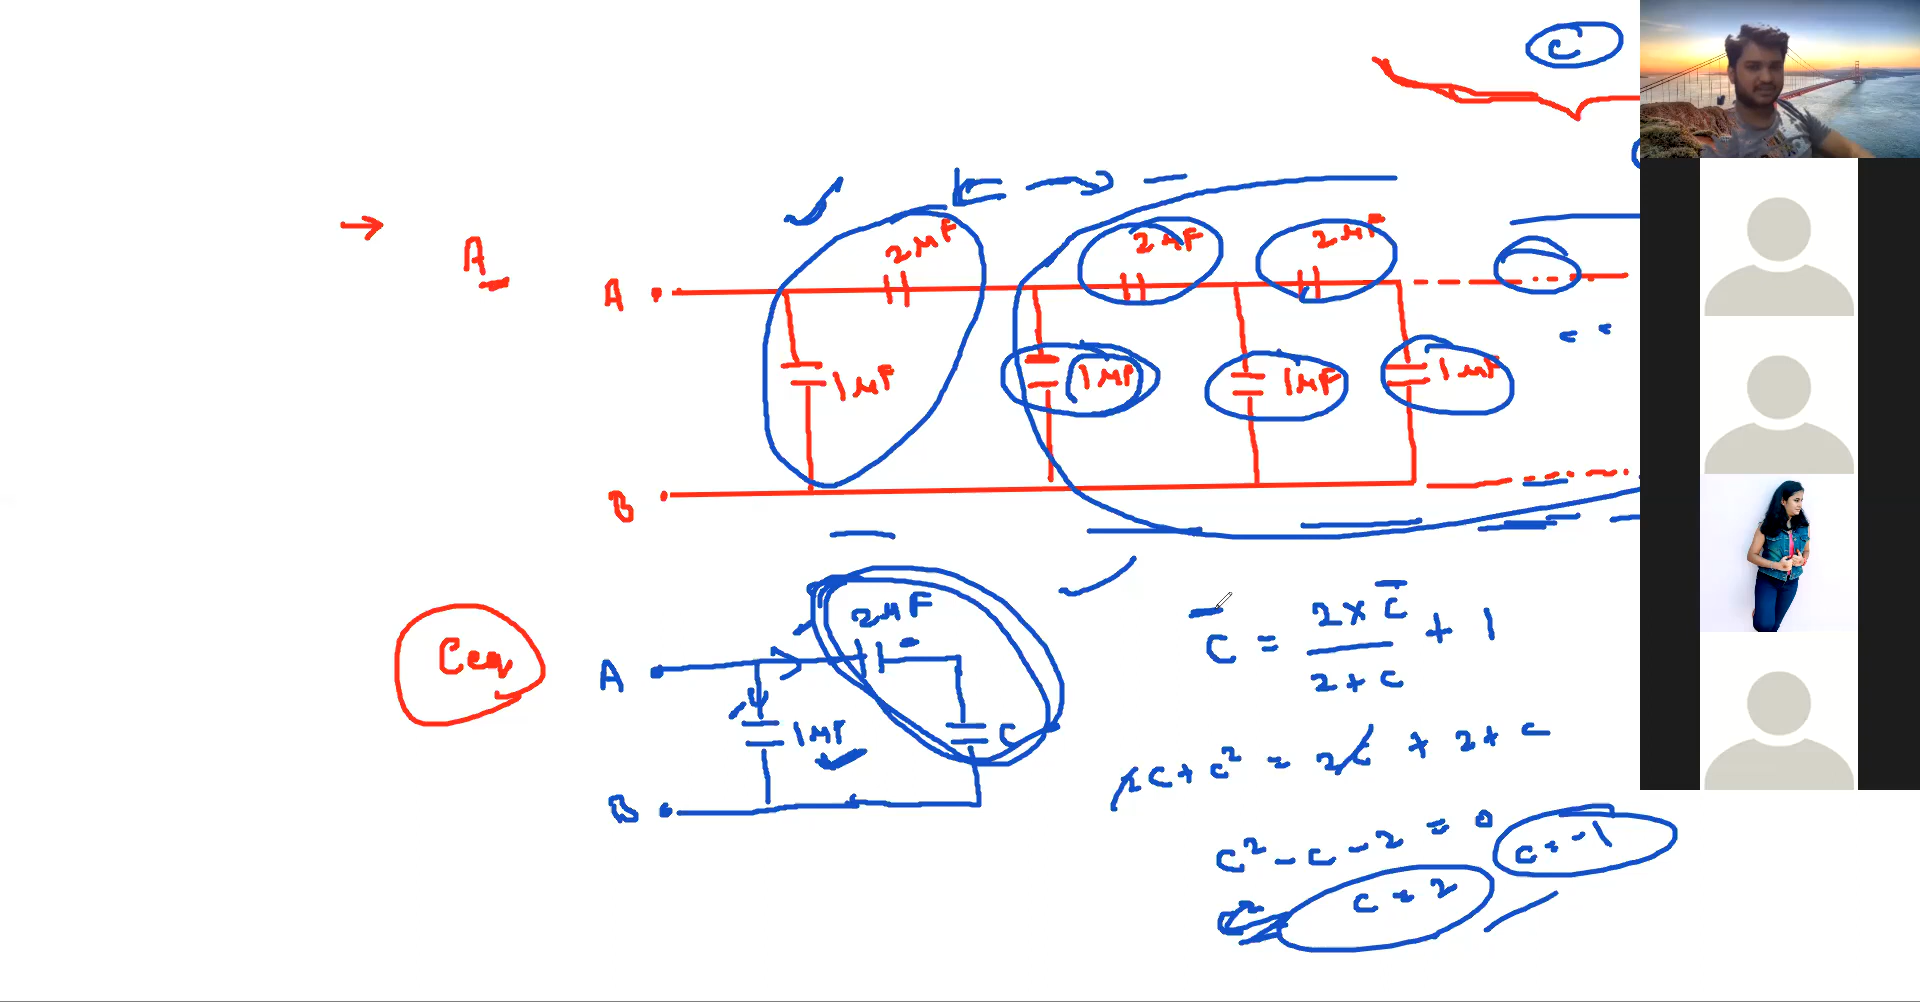 C
A
A
2µF
2µF
2µF
1µF
1µF
1µF
1µF
B
Ceq
A
2µF
1µF
C
B
C = 2×C / 2+C + 1
2C + C² = 2C + 2 + C
C² - C - 2 = 0
C = -1
C = 2